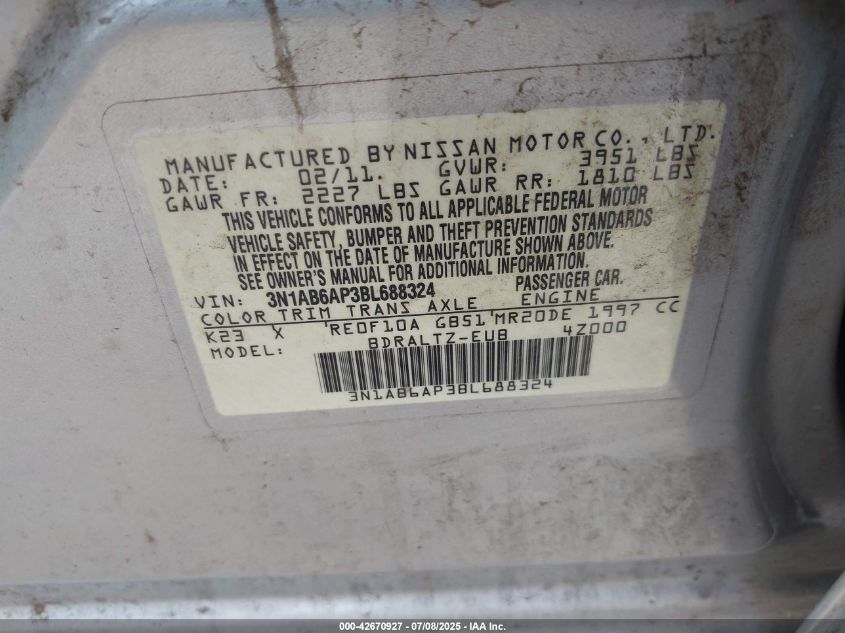 MANUFACTURED BY NISSAN MOTOR CO., LTD.
DATE: 02/11. GVWR: 3951 LBS
GAWR FR: 2227 LBS GAWR RR: 1810 LBS
THIS VEHICLE CONFORMS TO ALL APPLICABLE FEDERAL MOTOR
VEHICLE SAFETY, BUMPER AND THEFT PREVENTION STANDARDS
IN EFFECT ON THE DATE OF MANUFACTURE SHOWN ABOVE.
SEE OWNER'S MANUAL FOR ADDITIONAL INFORMATION.
VIN: 3N1AB6AP3BL688324 PASSENGER CAR.
COLOR TRIM TRANS AXLE ENGINE
K23 X RE0F10A GB51 MR20DE 1997 CC
MODEL: BDRALTZ-EUB 4Z000
3N1AB6AP3BL688324
000-42670927 - 07/08/2025 - IAA Inc.